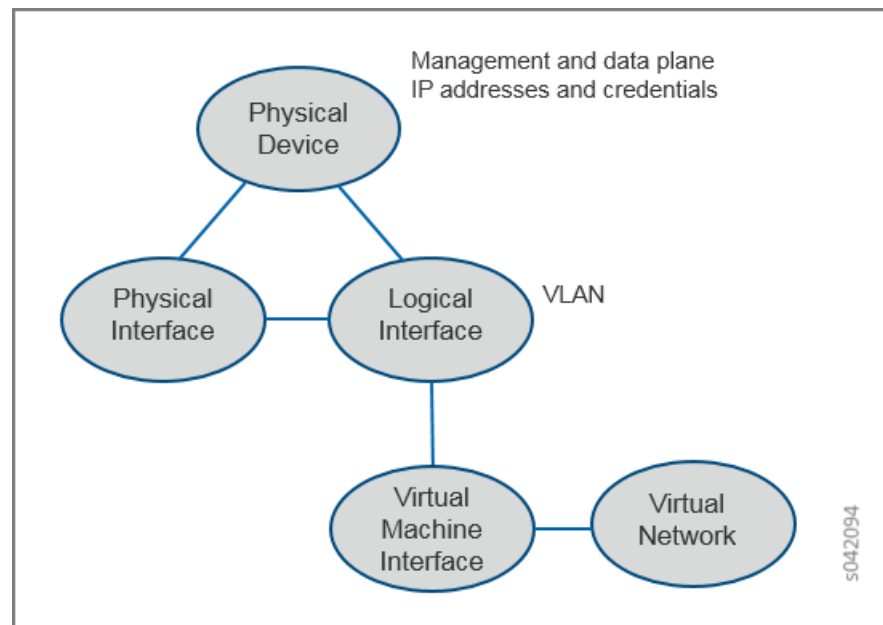 Management and data plane
IP addresses and credentials
Physical
Device
Physical
Interface
Logical
Interface
VLAN
Virtual
Machine
Interface
Virtual
Network
s042094